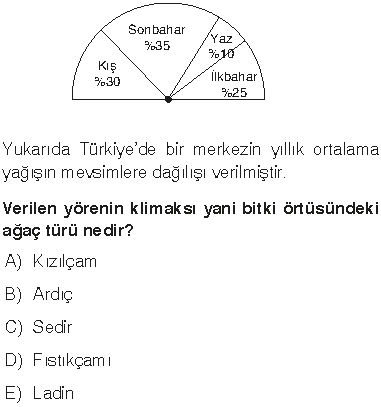 Sonbahar
%35
Yaz
%10
Kış
%30
İlkbahar
%25
Yukarıda Türkiye'de bir merkezin yıllık ortalama
yağışın mevsimlere dağılışı verilmiştir.
Verilen yörenin klimaksı yani bitki örtüsündeki
ağaç türü nedir?
A) Kızılçam
B) Ardıç
C) Sedir
D) Fıstıkçamı
E) Ladin